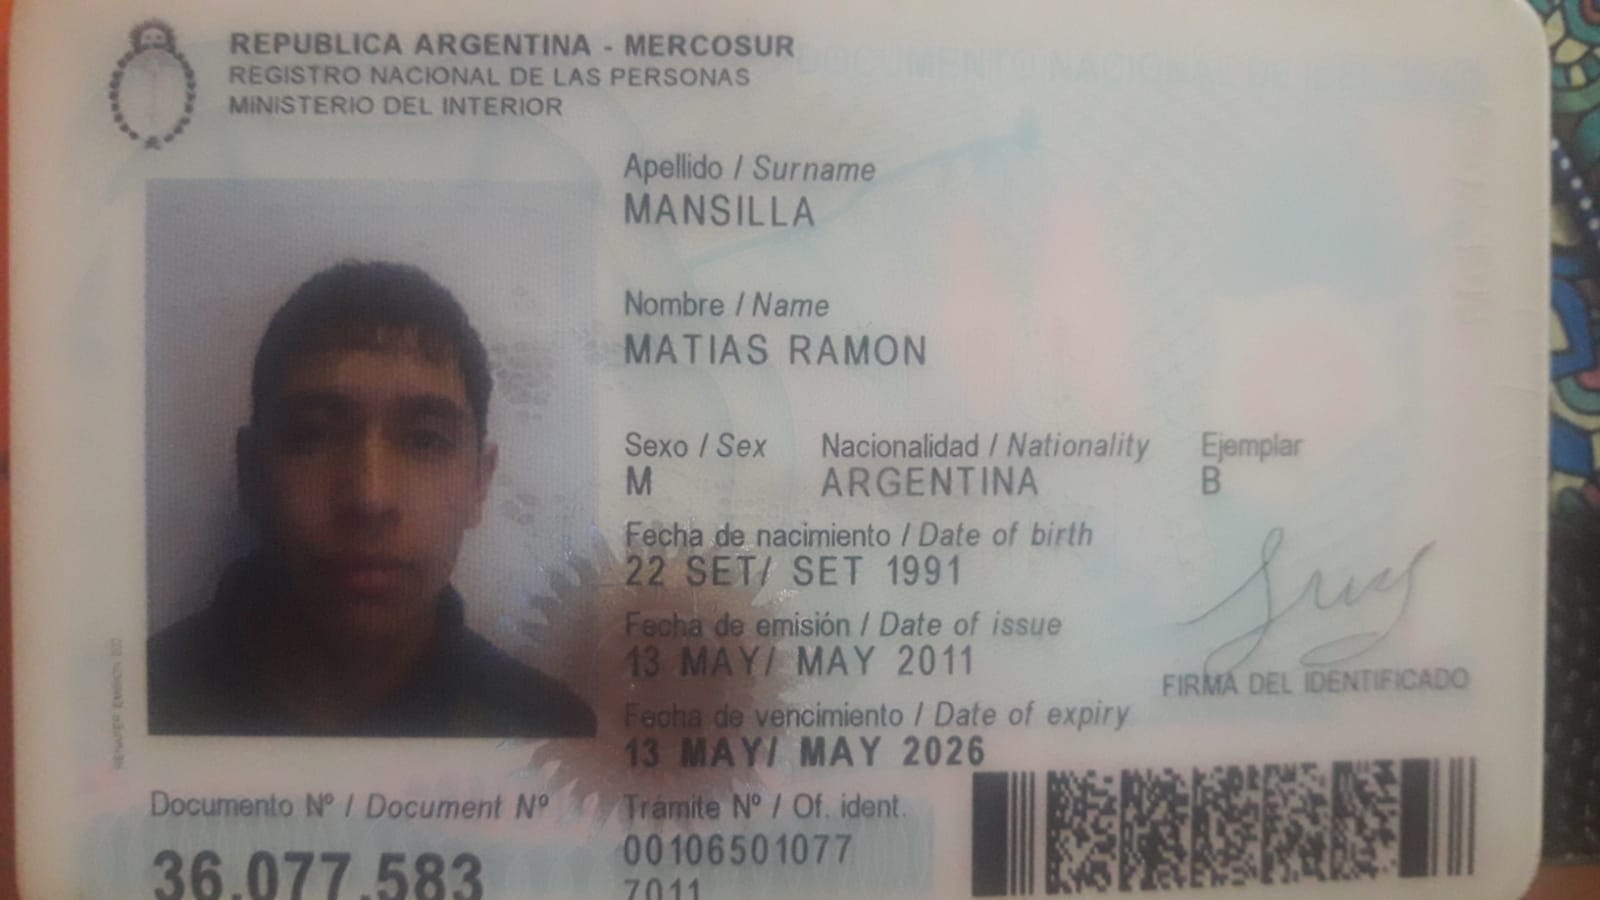 REPUBLICA ARGENTINA - MERCOSUR
REGISTRO NACIONAL DE LAS PERSONAS
MINISTERIO DEL INTERIOR
DOCUMENTO NACIONAL DE
Apellido / Surname
MANSILLA
Nombre / Name
MATIAS RAMON
Sexo / Sex
M
Nacionalidad / Nationality
ARGENTINA
Ejemplar
B
Fecha de nacimiento / Date of birth
22 SET/ SET 1991
Fecha de emisión / Date of issue
13 MAY/ MAY 2011
Fecha de vencimiento / Date of expiry
13 MAY/ MAY 2026
FIRMA DEL IDENTIFICADO
Documento Nº / Document Nº
36.077.583
Trámite Nº / Of. ident.
00106501077
7011